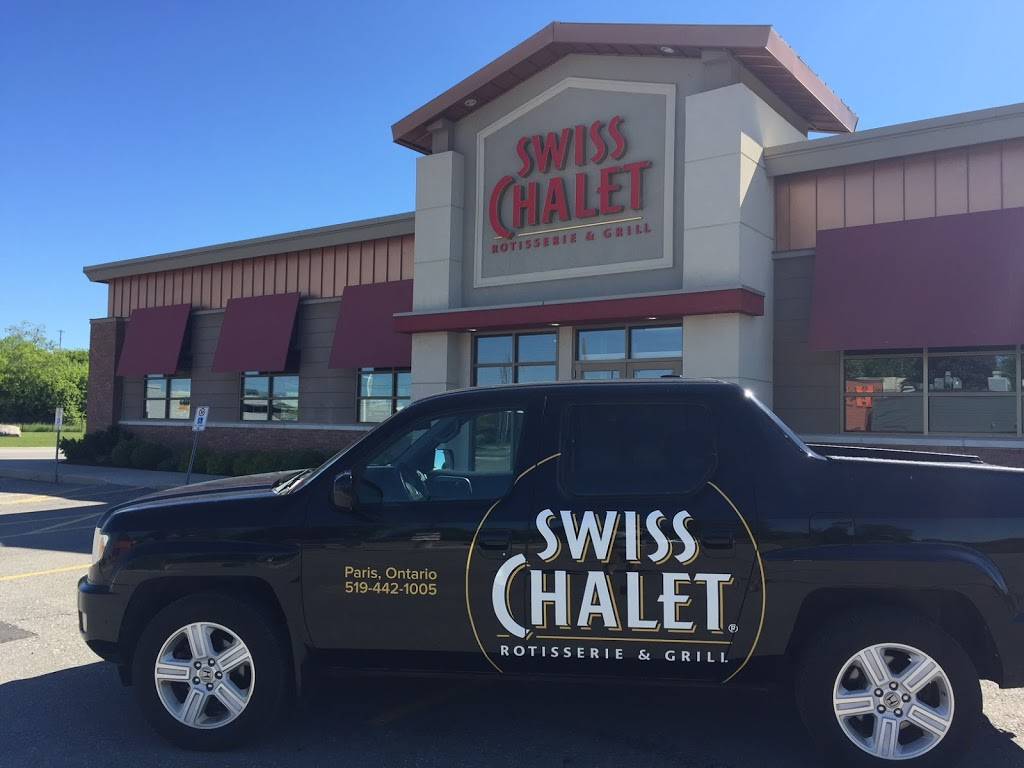 SWISS
CHALET
ROTISSERIE & GRILL
Paris, Ontario
519-442-1005
SWISS
CHALET®
ROTISSERIE & GRILL